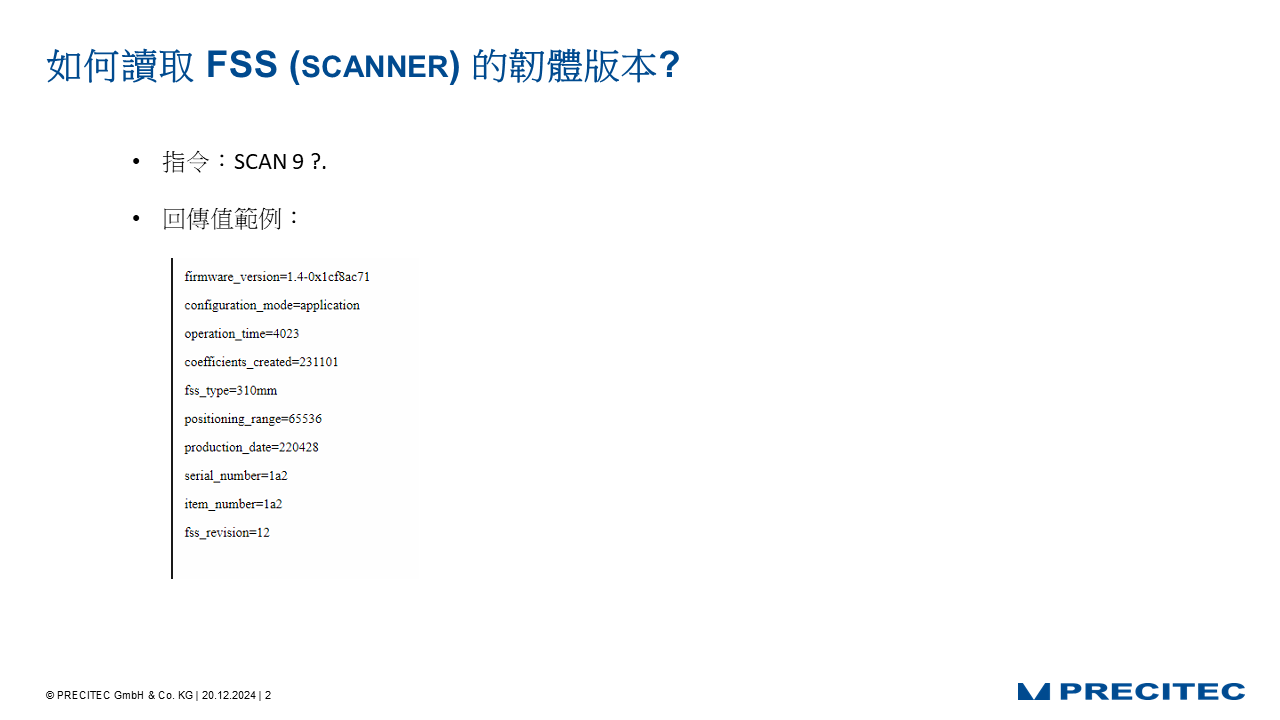 如何讀取 FSS (SCANNER) 的韌體版本?
• 指令：SCAN 9 ?.
• 回傳值範例：
firmware_version=1.4-0x1cf8ac71
configuration_mode=application
operation_time=4023
coefficients_created=231101
fss_type=310mm
positioning_range=65536
production_date=220428
serial_number=1a2
item_number=1a2
fss_revision=12
© PRECITEC GmbH & Co. KG | 20.12.2024 | 2
PRECITEC